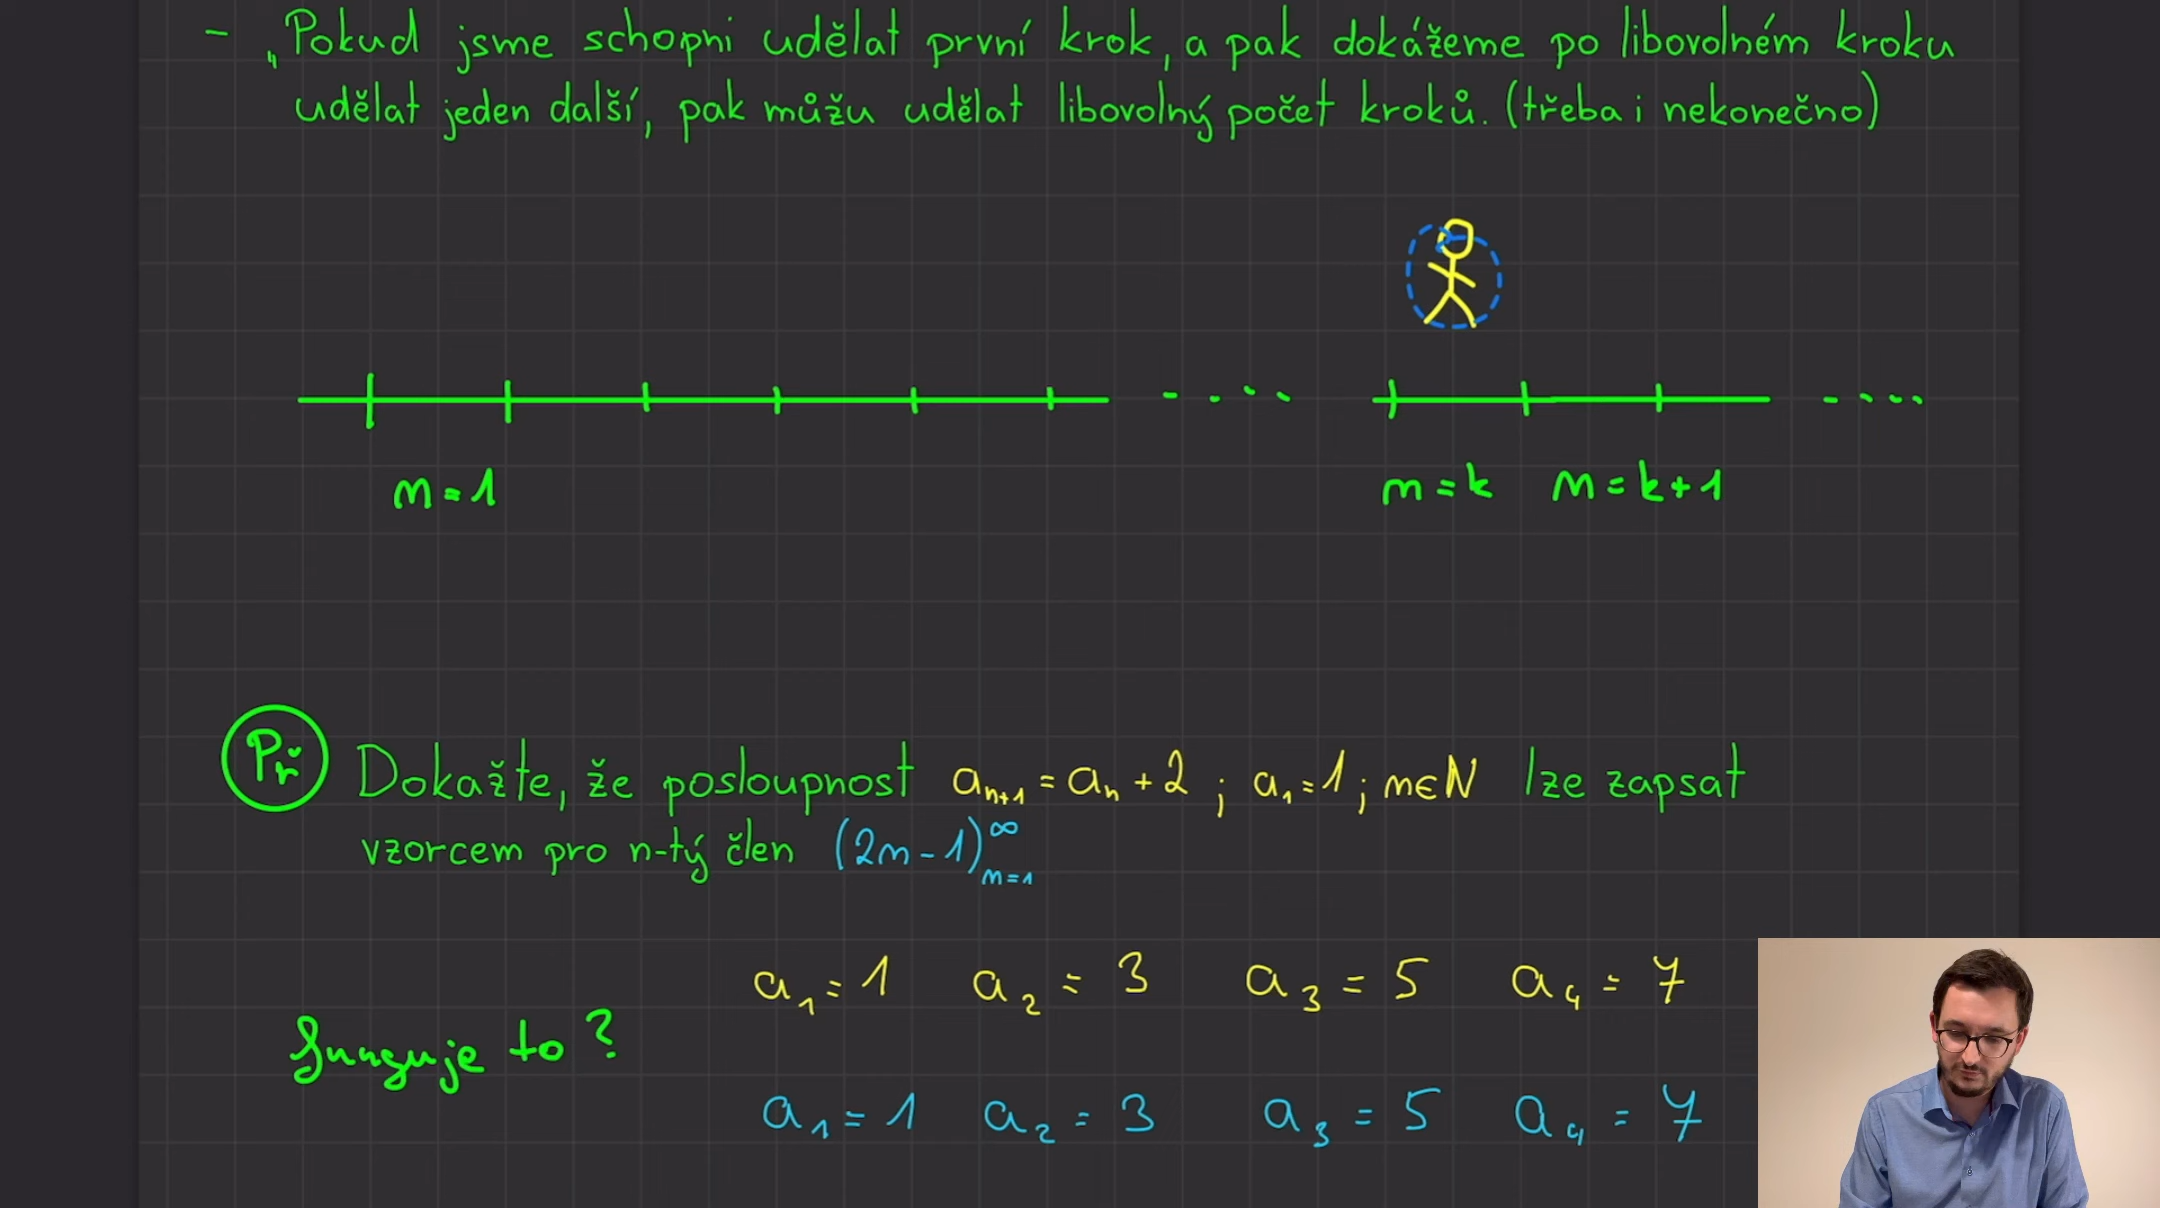 - „Pokud jsme schopni udělat první krok, a pak dokážeme po libovolném kroku
udělat jeden další, pak můžu udělat libovolný počet kroků. (třeba i nekonečno)
n=1 n=k n=k+1
Př Dokažte, že posloupnost aₙ₊₁ = aₙ + 2 ; a₁=1 ; n∈N lze zapsat
vzorcem pro n-tý člen (2n-1)^∞_{n=1}
a₁=1 a₂=3 a₃=5 a₄=7
funguje to?
a₁=1 a₂=3 a₃=5 a₄=7